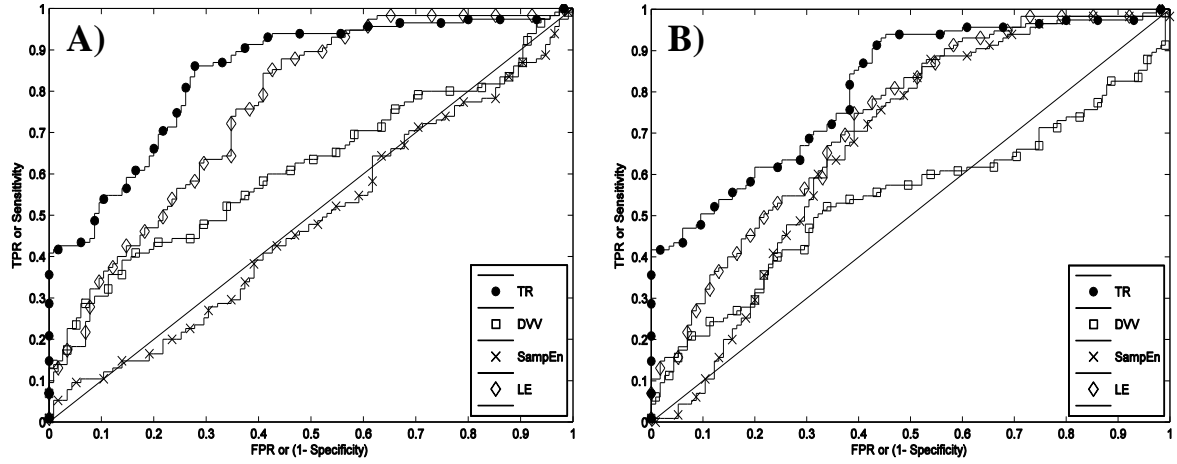 A)
TPR or Sensitivity
1
0.9
0.8
0.7
0.6
0.5
0.4
0.3
0.2
0.1
0
0 0.1 0.2 0.3 0.4 0.5 0.6 0.7 0.8 0.9 1
FPR or (1- Specificity)
TR
DVV
SampEn
LE
B)
TPR or Sensitivity
1
0.9
0.8
0.7
0.6
0.5
0.4
0.3
0.2
0.1
0
0 0.1 0.2 0.3 0.4 0.5 0.6 0.7 0.8 0.9 1
FPR or (1- Specificity)
TR
DVV
SampEn
LE